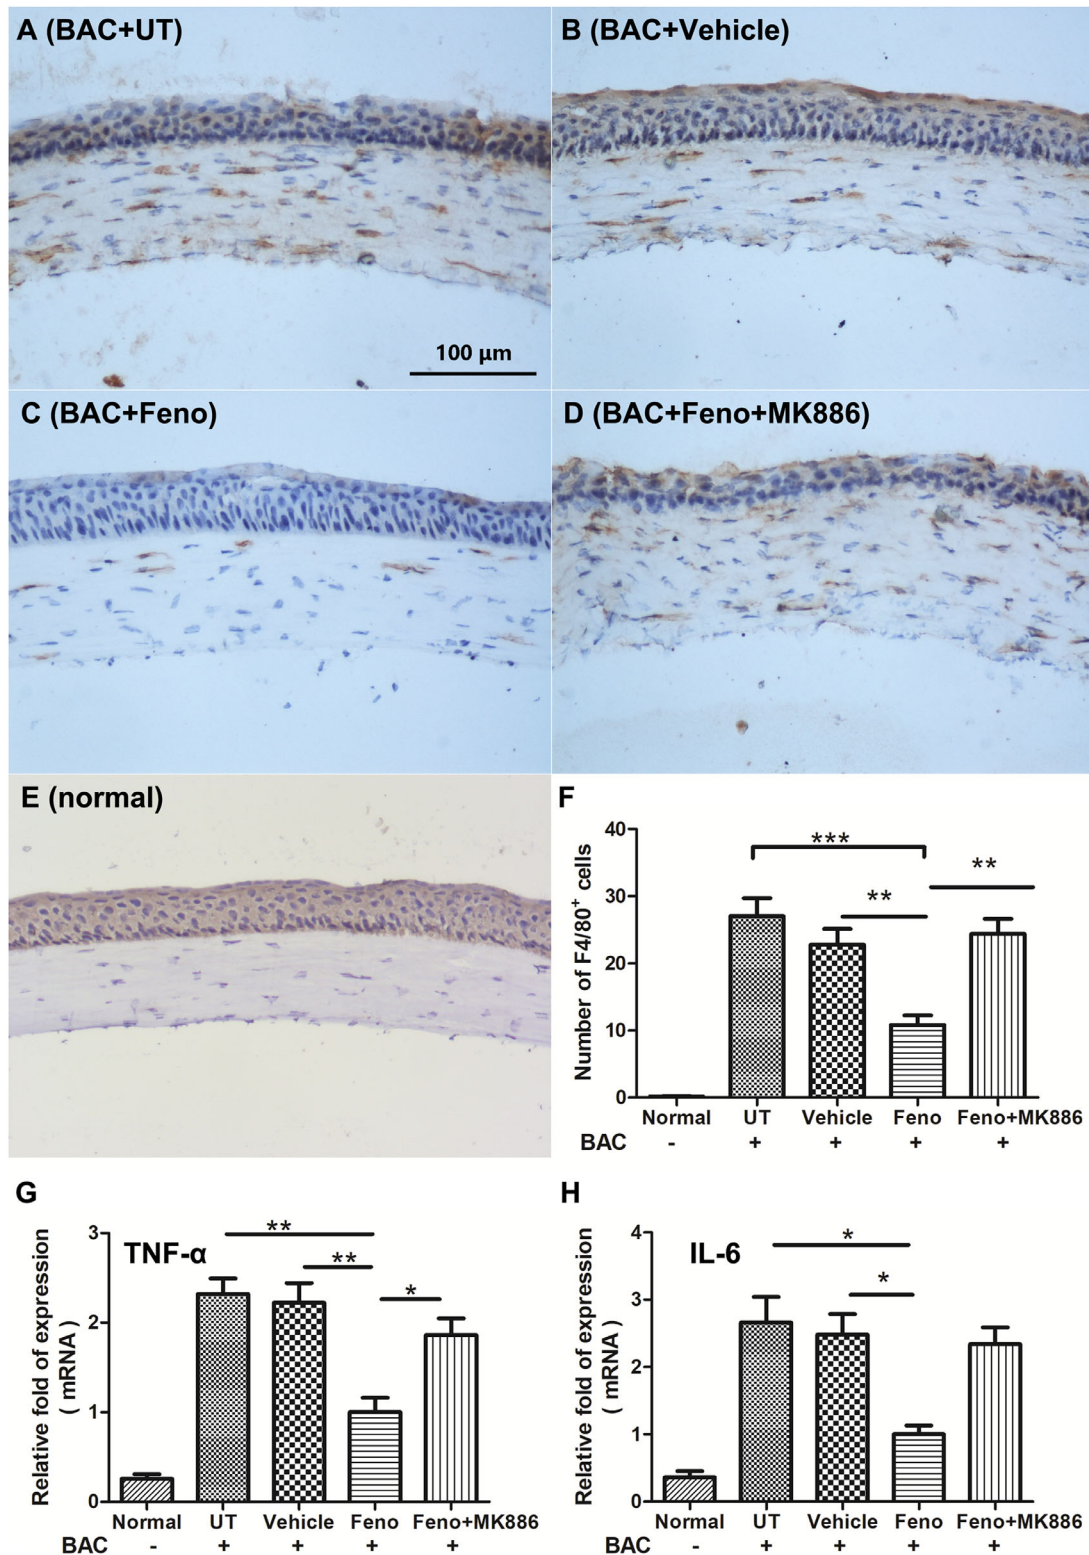 A (BAC+UT)
B (BAC+Vehicle)
100 μm
C (BAC+Feno)
D (BAC+Feno+MK886)
E (normal)
F
Number of F4/80+ cells
40
30
20
10
0
***
**
**
Normal UT Vehicle Feno Feno+MK886
BAC - + + + +
G
TNF-α
Relative fold of expression
( mRNA)
3
2
1
0
**
**
*
Normal UT Vehicle Feno Feno+MK886
BAC - + + + +
H
IL-6
Relative fold of expression
( mRNA)
4
3
2
1
0
*
*
Normal UT Vehicle Feno Feno+MK886
BAC - + + + +